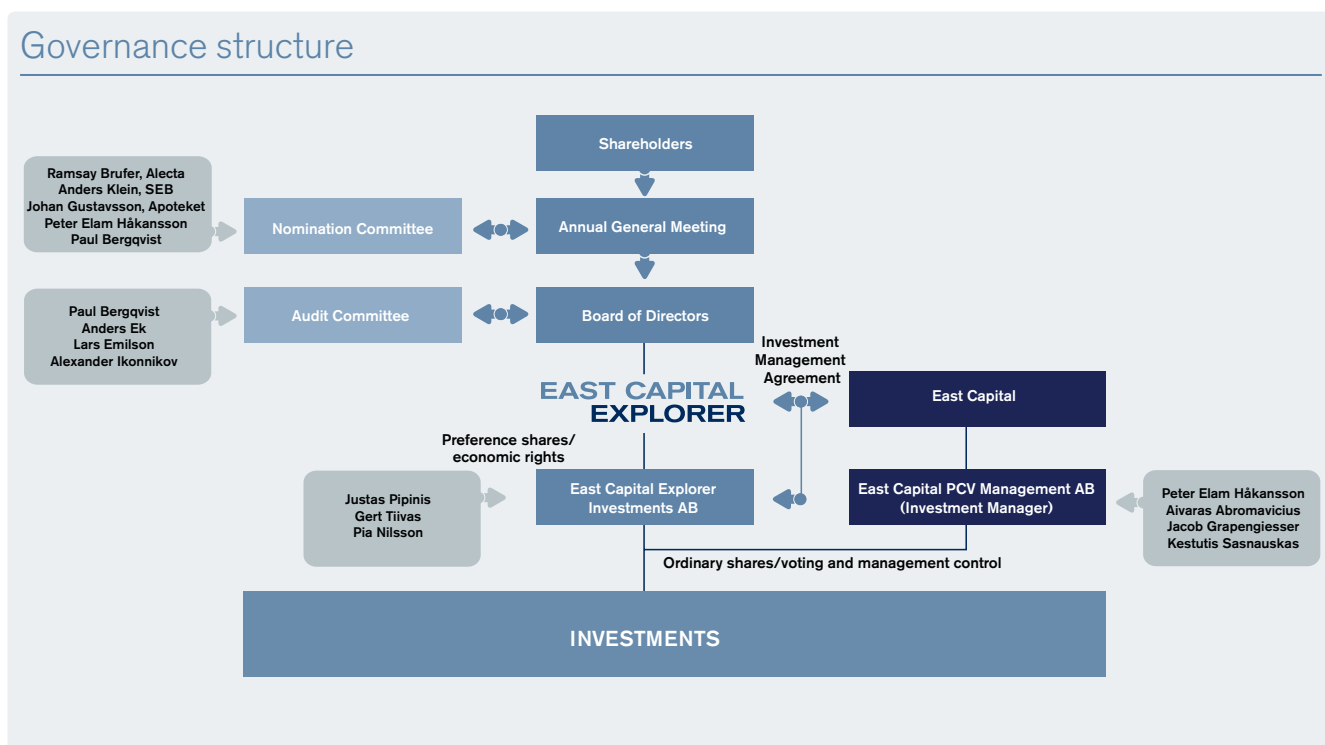 Governance structure
Shareholders
Ramsay Brufer, Alecta
Anders Klein, SEB
Johan Gustavsson, Apoteket
Peter Elam Håkansson
Paul Bergqvist
Nomination Committee
Annual General Meeting
Paul Bergqvist
Anders Ek
Lars Emilson
Alexander Ikonnikov
Audit Committee
Board of Directors
Investment
Management
Agreement
EAST CAPITAL
EXPLORER
East Capital
Preference shares/
economic rights
Justas Pipinis
Gert Tiivas
Pia Nilsson
East Capital Explorer
Investments AB
East Capital PCV Management AB
(Investment Manager)
Peter Elam Håkansson
Aivaras Abromavicius
Jacob Grapengiesser
Kestutis Sasnauskas
Ordinary shares/voting and management control
INVESTMENTS